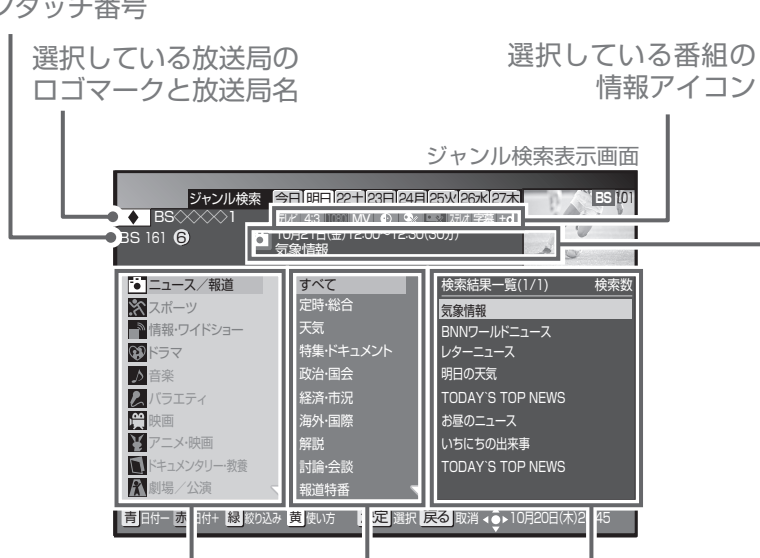 タッチ番号
選択している放送局の
ロゴマークと放送局名
選択している番組の
情報アイコン
ジャンル検索表示画面
ジャンル検索 今日 明日 22土 23日 24月 25火 26水 27木
BS 101
BS◇◇◇◇1
テレビ 4:3 MV 字幕 +d
BS 161 ⑥
10月21日(金)12:00~12:30(30分)
気象情報
ニュース/報道
スポーツ
情報・ワイドショー
ドラマ
音楽
バラエティ
映画
アニメ・映画
ドキュメンタリー・教養
劇場/公演
すべて
定時・総合
天気
特集・ドキュメント
政治・国会
経済・市況
海外・国際
解説
討論・会談
報道特番
検索結果一覧(1/1) 検索数
気象情報
BNNワールドニュース
レターニュース
明日の天気
TODAY`S TOP NEWS
お昼のニュース
いちにちの出来事
TODAY`S TOP NEWS
青 日付− 赤 日付+ 緑 絞り込み 黄 使い方 定 選択 戻る 取消 10月20日(木)2 45